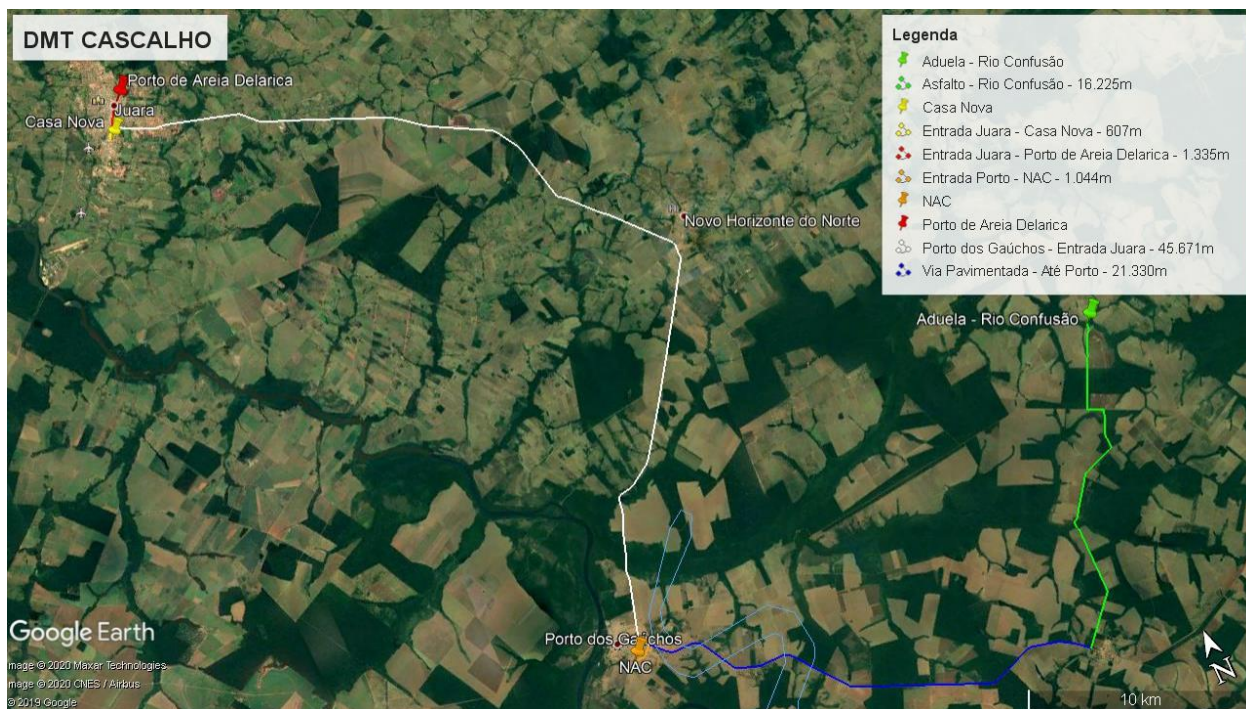 DMT CASCALHO
Legenda
Aduela - Rio Confusão
Asfalto - Rio Confusão - 16.225m
Casa Nova
Entrada Juara - Casa Nova - 607m
Entrada Juara - Porto de Areia Delarica - 1.335m
Entrada Porto - NAC - 1.044m
NAC
Porto de Areia Delarica
Porto dos Gaúchos - Entrada Juara - 45.671m
Via Pavimentada - Até Porto - 21.330m
Porto de Areia Delarica
Juara
Casa Nova
Novo Horizonte do Norte
Aduela - Rio Confusão
Porto dos Gaúchos
NAC
Google Earth
mage © 2020 Maxar Technologies
mage © 2020 CNES / Airbus
© 2019 Google
N
10 km